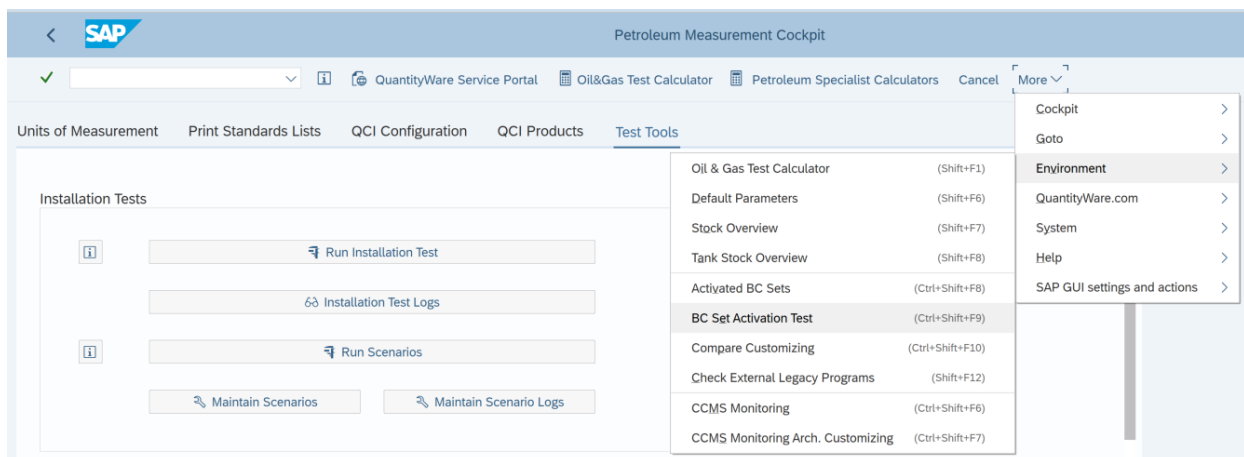 SAP
Petroleum Measurement Cockpit
QuantityWare Service Portal
Oil&Gas Test Calculator
Petroleum Specialist Calculators
Cancel
More
Units of Measurement
Print Standards Lists
QCI Configuration
QCI Products
Test Tools
Installation Tests
Run Installation Test
Installation Test Logs
Run Scenarios
Maintain Scenarios
Maintain Scenario Logs
Oil & Gas Test Calculator (Shift+F1)
Default Parameters (Shift+F6)
Stock Overview (Shift+F7)
Tank Stock Overview (Shift+F8)
Activated BC Sets (Ctrl+Shift+F8)
BC Set Activation Test (Ctrl+Shift+F9)
Compare Customizing (Ctrl+Shift+F10)
Check External Legacy Programs (Shift+F12)
CCMS Monitoring (Ctrl+Shift+F6)
CCMS Monitoring Arch. Customizing (Ctrl+Shift+F7)
Cockpit
Goto
Environment
QuantityWare.com
System
Help
SAP GUI settings and actions